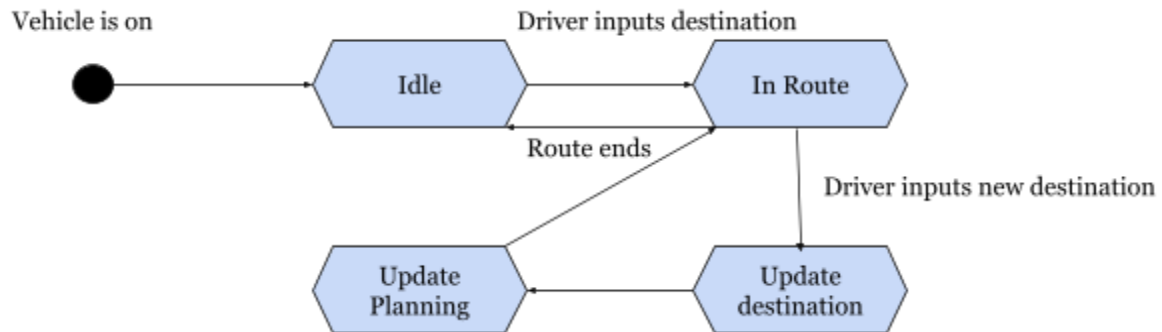 Vehicle is on
Driver inputs destination
Idle
In Route
Route ends
Driver inputs new destination
Update
Planning
Update
destination